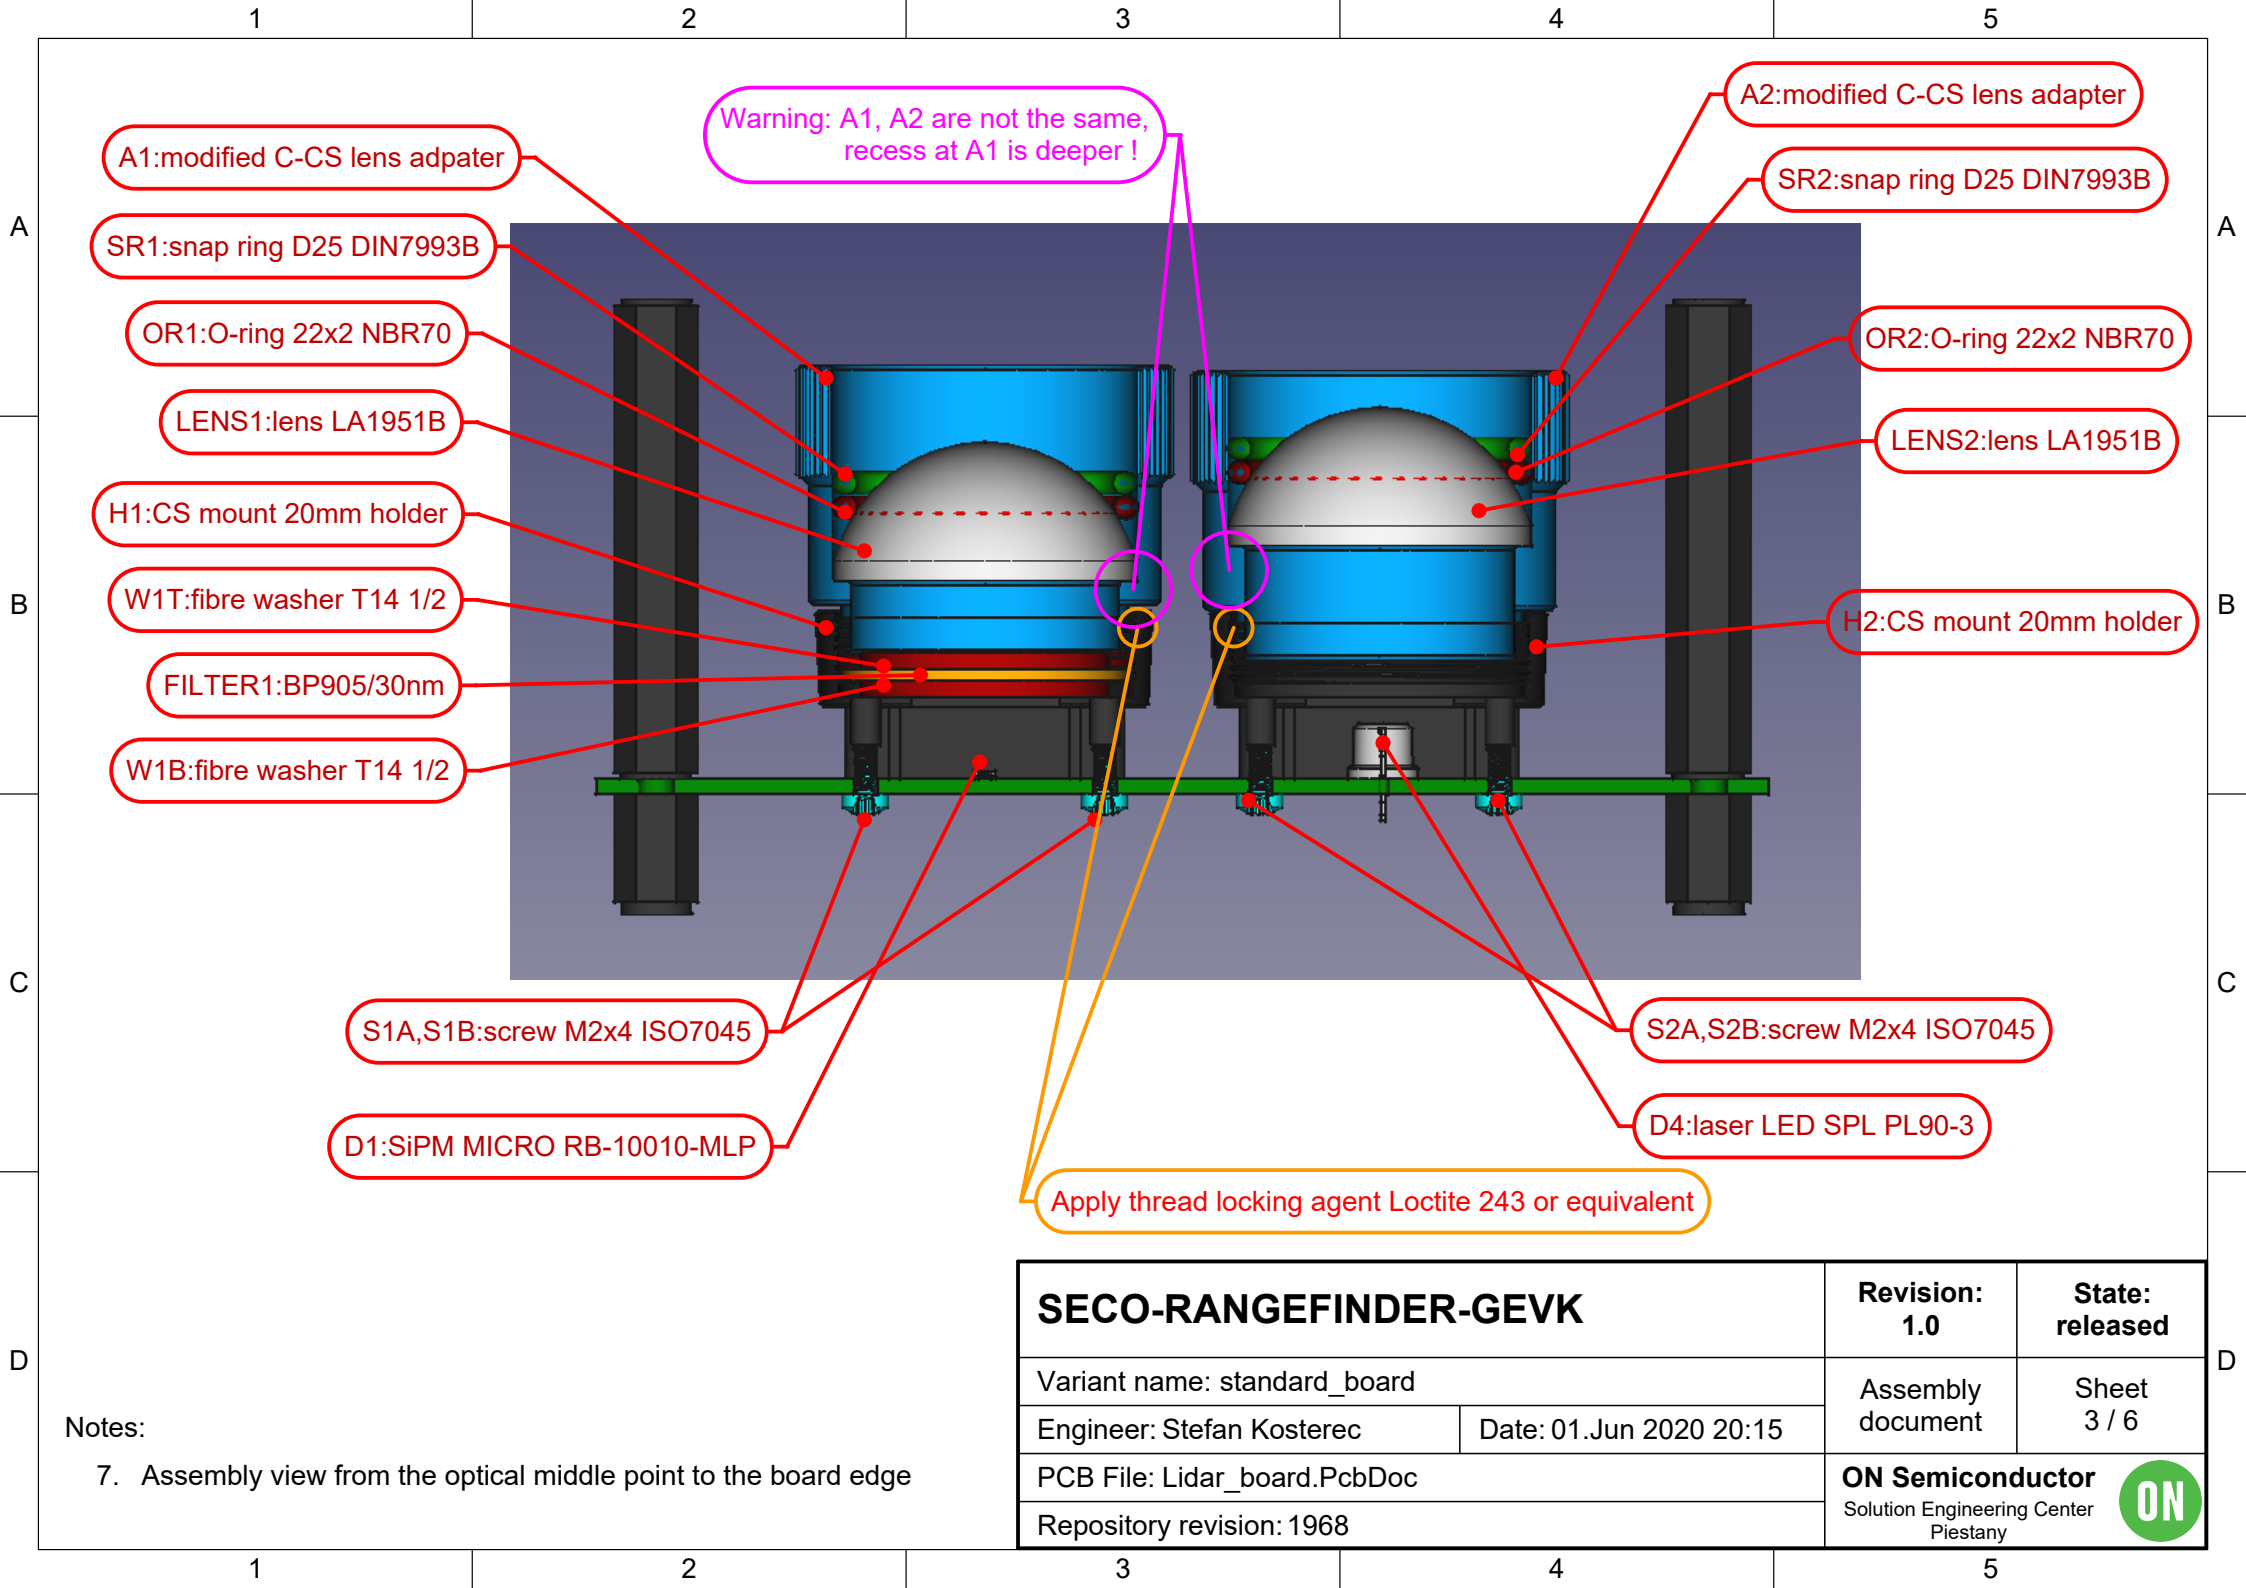 1 2 3 4 5
A2:modified C-CS lens adapter
Warning: A1, A2 are not the same,
recess at A1 is deeper !
A1:modified C-CS lens adpater
SR2:snap ring D25 DIN7993B
A A
SR1:snap ring D25 DIN7993B
OR1:O-ring 22x2 NBR70
OR2:O-ring 22x2 NBR70
LENS1:lens LA1951B
LENS2:lens LA1951B
H1:CS mount 20mm holder
W1T:fibre washer T14 1/2
B B
H2:CS mount 20mm holder
FILTER1:BP905/30nm
W1B:fibre washer T14 1/2
C C
S1A,S1B:screw M2x4 ISO7045
S2A,S2B:screw M2x4 ISO7045
D4:laser LED SPL PL90-3
D1:SiPM MICRO RB-10010-MLP
Apply thread locking agent Loctite 243 or equivalent
SECO-RANGEFINDER-GEVK
Revision:
1.0
State:
released
D D
Variant name: standard_board
Assembly
document
Sheet
3 / 6
Engineer: Stefan Kosterec
Date: 01.Jun 2020 20:15
PCB File: Lidar_board.PcbDoc
Repository revision: 1968
ON Semiconductor
Solution Engineering Center
Piestany
ON
Notes:
7. Assembly view from the optical middle point to the board edge
1 2 3 4 5